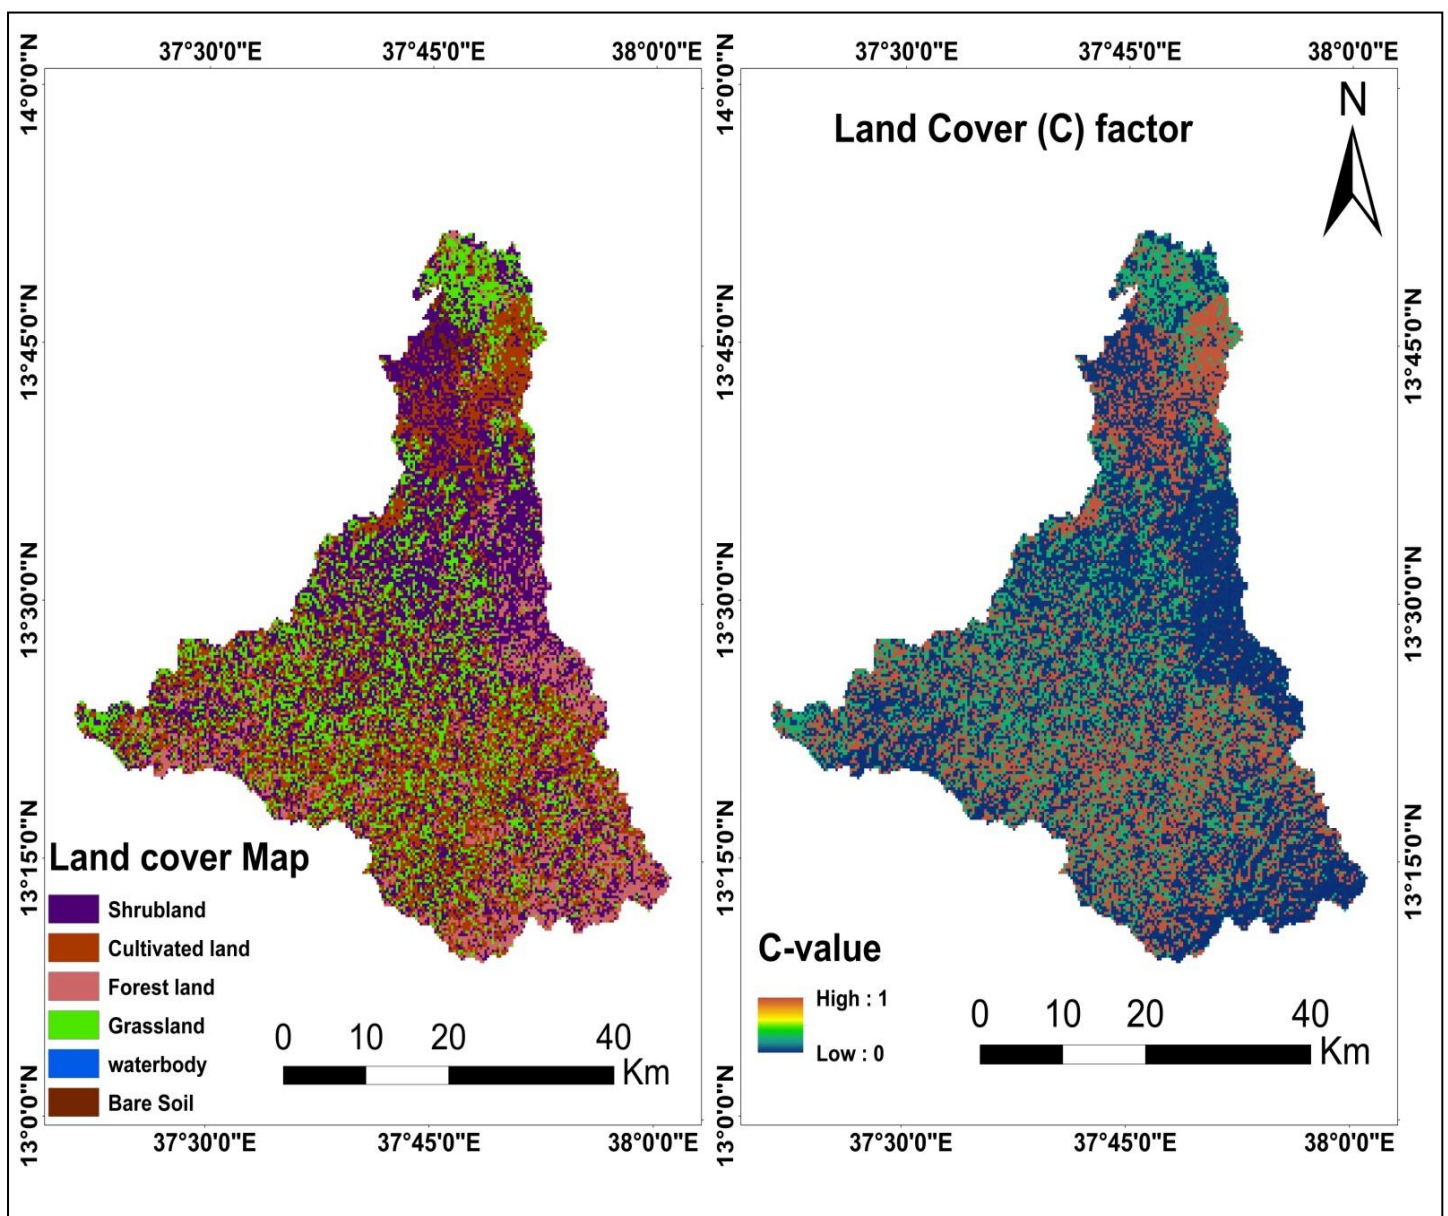 37°30'0"E 37°45'0"E 38°0'0"E 37°30'0"E 37°45'0"E 38°0'0"E
14°0'0"N
13°45'0"N
13°30'0"N
13°15'0"N
13°0'0"N
Land cover Map
Shrubland
Cultivated land
Forest land
Grassland
waterbody
Bare Soil
0 10 20 40
Km
37°30'0"E 37°45'0"E 38°0'0"E
14°0'0"N
13°45'0"N
13°30'0"N
13°15'0"N
13°0'0"N
Land Cover (C) factor
N
13°45'0"N
13°30'0"N
13°15'0"N
C-value
High : 1
Low : 0
0 10 20 40
Km
37°30'0"E 37°45'0"E 38°0'0"E